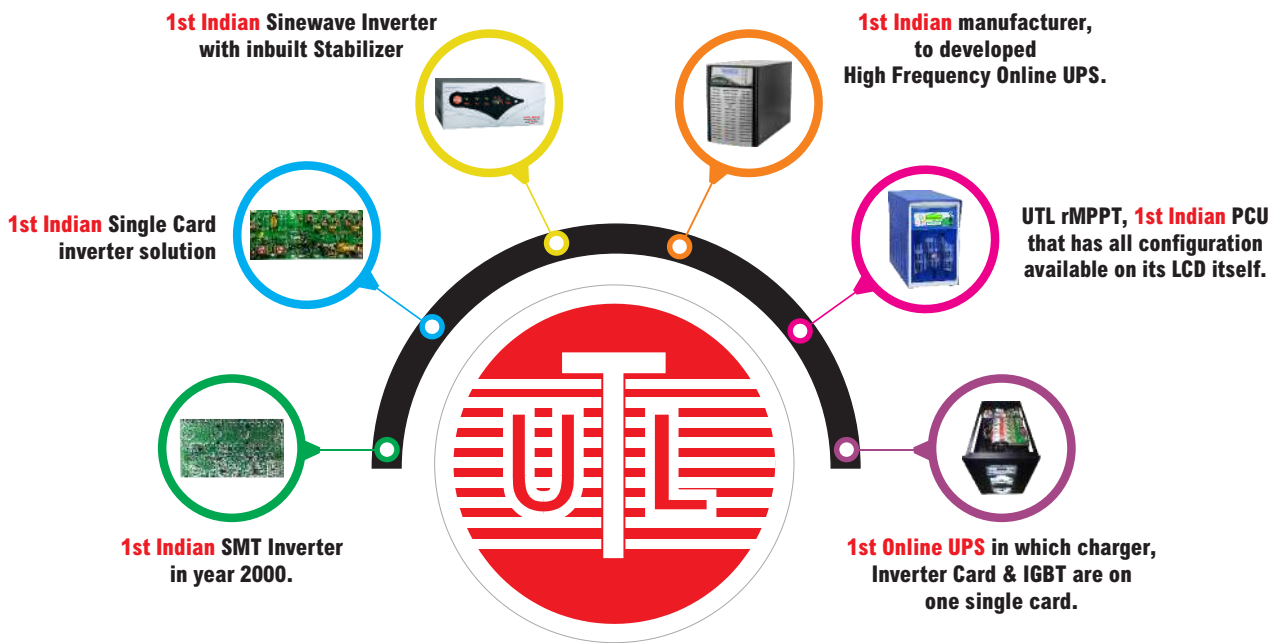 1st Indian Sinewave Inverter
with inbuilt Stabilizer
1st Indian manufacturer,
to developed
High Frequency Online UPS.
1st Indian Single Card
inverter solution
UTL rMPPT, 1st Indian PCU
that has all configuration
available on its LCD itself.
UTL
1st Indian SMT Inverter
in year 2000.
1st Online UPS in which charger,
Inverter Card & IGBT are on
one single card.